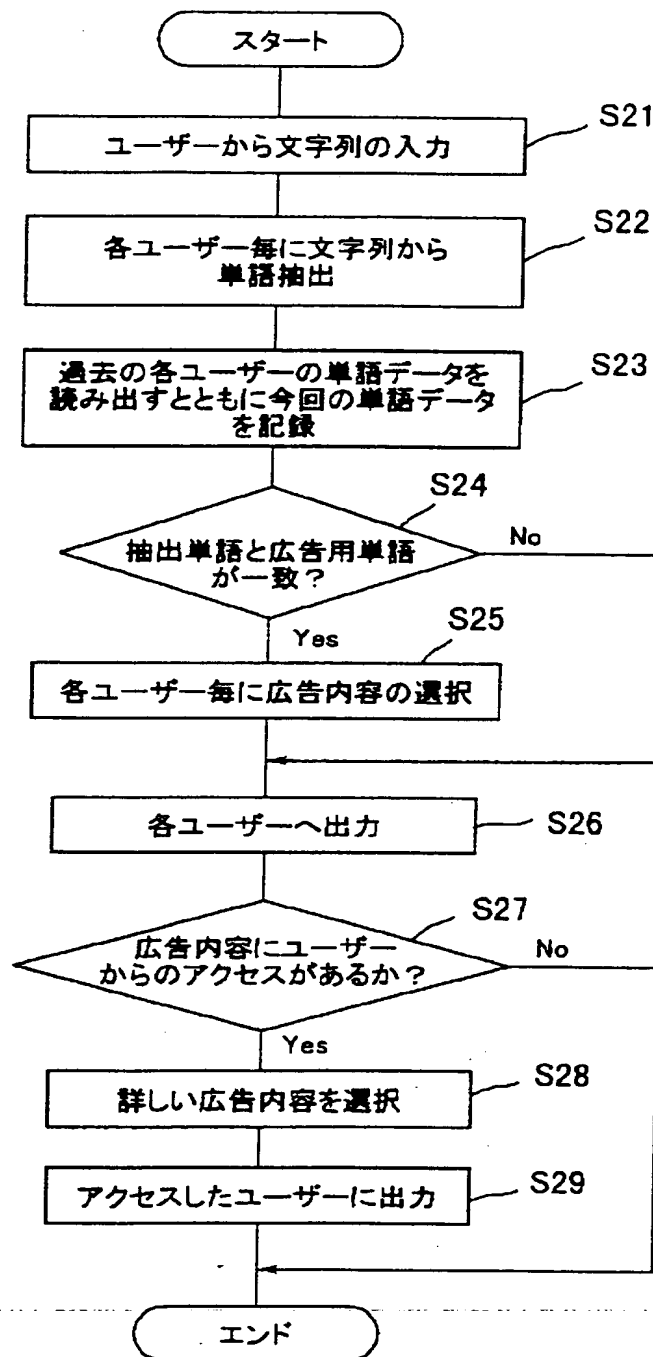 スタート
S21
ユーザーから文字列の入力
S22
各ユーザー毎に文字列から
単語抽出
S23
過去の各ユーザーの単語データを
読み出すとともに今回の単語データ
を記録
S24
抽出単語と広告用単語
が一致？
No
Yes
S25
各ユーザー毎に広告内容の選択
各ユーザーへ出力
S26
S27
広告内容にユーザー
からのアクセスがあるか？
No
Yes
S28
詳しい広告内容を選択
S29
アクセスしたユーザーに出力
エンド